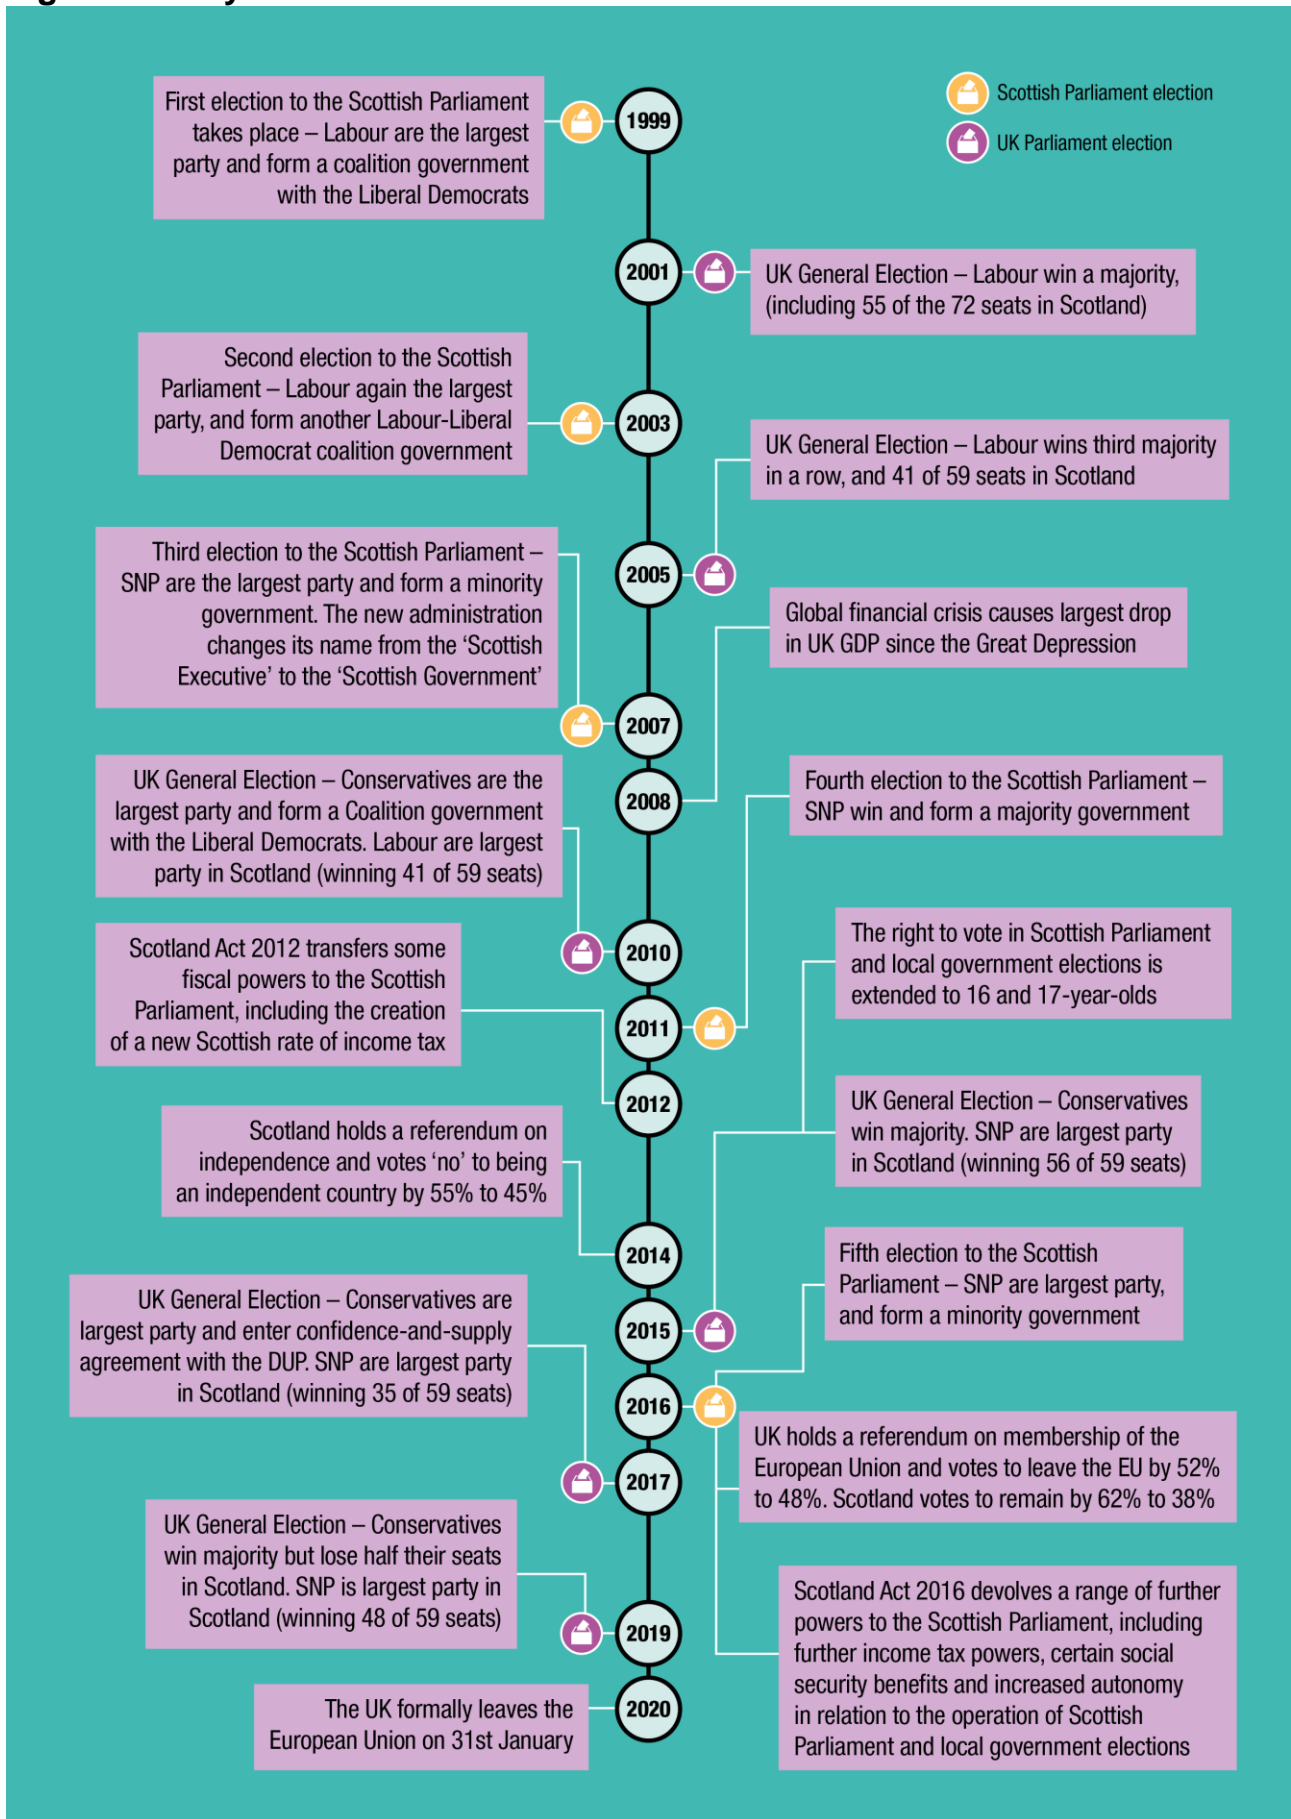 First election to the Scottish Parliament
takes place – Labour are the largest
party and form a coalition government
with the Liberal Democrats
1999
Scottish Parliament election
UK Parliament election
2001
UK General Election – Labour win a majority,
(including 55 of the 72 seats in Scotland)
Second election to the Scottish
Parliament – Labour again the largest
party, and form another Labour-Liberal
Democrat coalition government
2003
UK General Election – Labour wins third majority
in a row, and 41 of 59 seats in Scotland
2005
Third election to the Scottish Parliament –
SNP are the largest party and form a minority
government. The new administration
changes its name from the ‘Scottish
Executive’ to the ‘Scottish Government’
2007
Global financial crisis causes largest drop
in UK GDP since the Great Depression
2008
UK General Election – Conservatives are the
largest party and form a Coalition government
with the Liberal Democrats. Labour are largest
party in Scotland (winning 41 of 59 seats)
2010
Fourth election to the Scottish Parliament –
SNP win and form a majority government
2011
Scotland Act 2012 transfers some
fiscal powers to the Scottish
Parliament, including the creation
of a new Scottish rate of income tax
2012
Scotland holds a referendum on
independence and votes ‘no’ to being
an independent country by 55% to 45%
2014
The right to vote in Scottish Parliament
and local government elections is
extended to 16 and 17-year-olds
UK General Election – Conservatives
win majority. SNP are largest party
in Scotland (winning 56 of 59 seats)
2015
Fifth election to the Scottish
Parliament – SNP are largest party,
and form a minority government
2016
UK holds a referendum on membership of the
European Union and votes to leave the EU by 52%
to 48%. Scotland votes to remain by 62% to 38%
Scotland Act 2016 devolves a range of further
powers to the Scottish Parliament, including
further income tax powers, certain social
security benefits and increased autonomy
in relation to the operation of Scottish
Parliament and local government elections
UK General Election – Conservatives are
largest party and enter confidence-and-supply
agreement with the DUP. SNP are largest party
in Scotland (winning 35 of 59 seats)
2017
UK General Election – Conservatives
win majority but lose half their seats
in Scotland. SNP is largest party in
Scotland (winning 48 of 59 seats)
2019
The UK formally leaves the
European Union on 31st January
2020